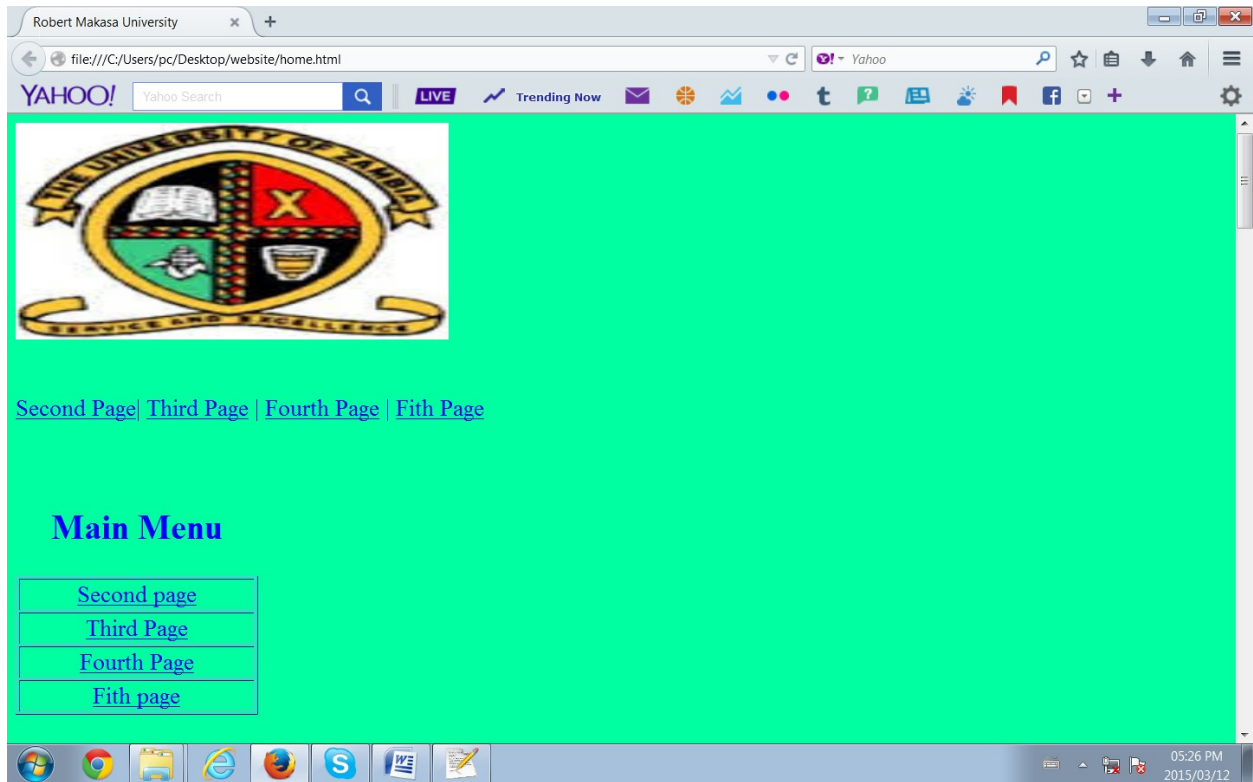 Robert Makasa University
file:///C:/Users/pc/Desktop/website/home.html
Yahoo
YAHOO! Yahoo Search LIVE Trending Now
THE UNIVERSITY OF ZAMBIA
SERVICE AND EXCELLENCE
Second Page| Third Page | Fourth Page | Fith Page
Main Menu
Second page
Third Page
Fourth Page
Fith page
05:26 PM
2015/03/12